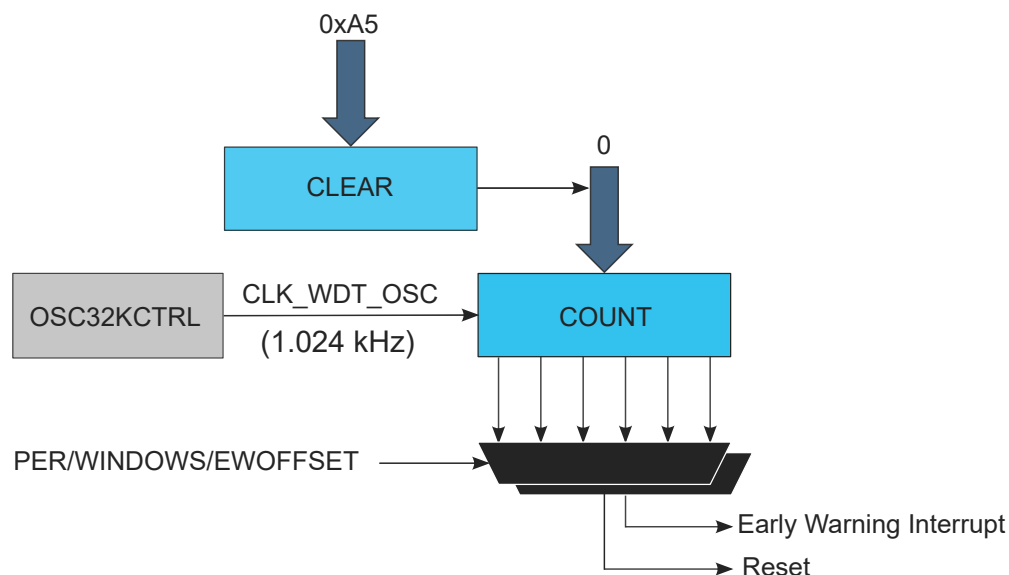 0xA5
0
CLEAR
CLK_WDT_OSC
OSC32KCTRL
COUNT
(1.024 kHz)
PER/WINDOWS/EWOFFSET
Early Warning Interrupt
Reset